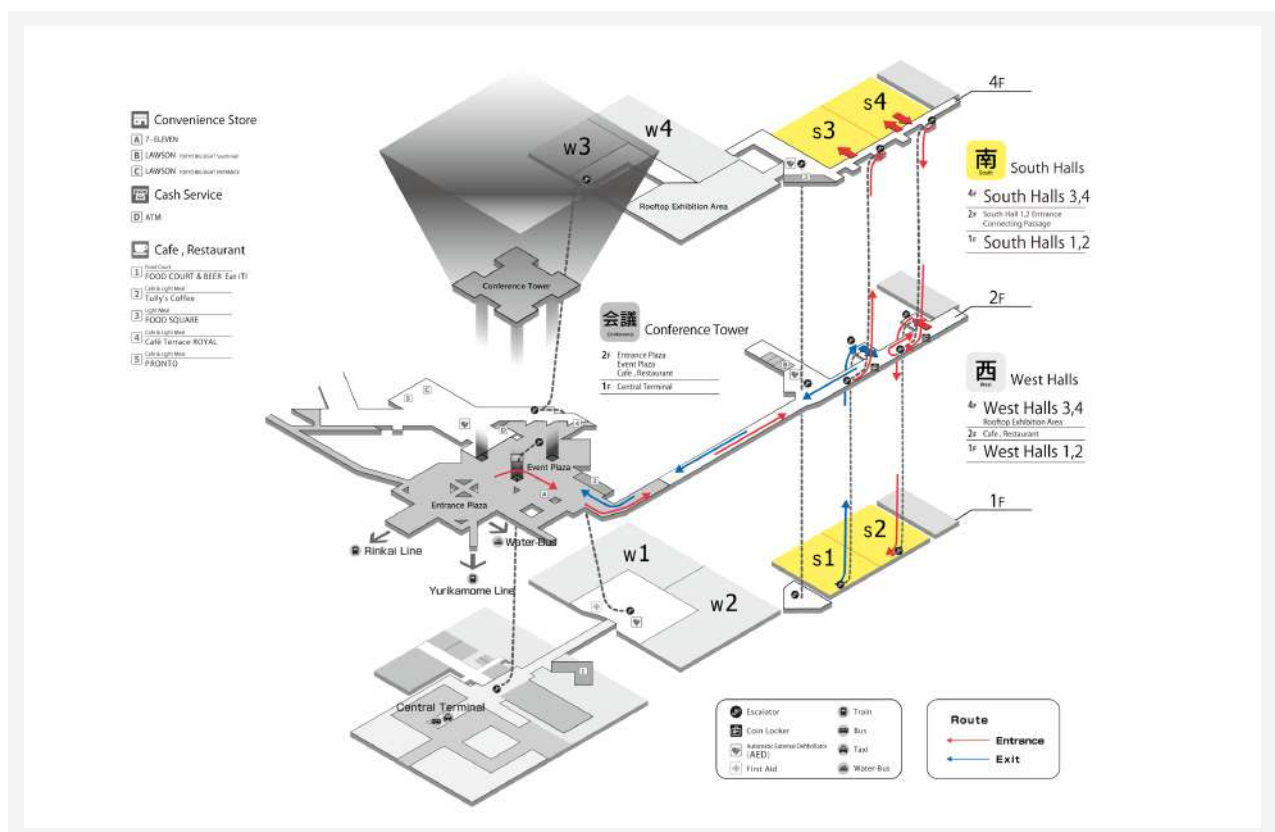 Convenience Store
A 7-ELEVEN
B LAWSON
C LAWSON
Cash Service
D ATM
Cafe , Restaurant
Food Court
1 FOOD COURT & BEER Eat iT!
Café & Light Meal
2 Tully's Coffee
Light Meal
3 FOOD SQUARE
Café & Light Meal
4 Café Terrace ROYAL
Café & Light Meal
5 PRONTO
4F
s4
s3
w4
w3
Rooftop Exhibition Area
南
South
South Halls
4F South Halls 3,4
2F South Hall 1,2 Entrance
Connecting Passage
1F South Halls 1,2
Conference Tower
会議
Conference Tower
2F Entrance Plaza
Event Plaza
Cafe , Restaurant
1F Central Terminal
2F
西
West
West Halls
4F West Halls 3,4
Rooftop Exhibition Area
2F Cafe , Restaurant
1F West Halls 1,2
B
C
D
4
Event Plaza
A
Entrance Plaza
Rinkai Line
Water-Bus
Yurikamome Line
1F
s2
s1
w1
w2
Central Terminal
Escalator
Coin Locker
Automatic External Defibrillator
(AED)
First Aid
Train
Bus
Taxi
Water-Bus
Route
Entrance
Exit